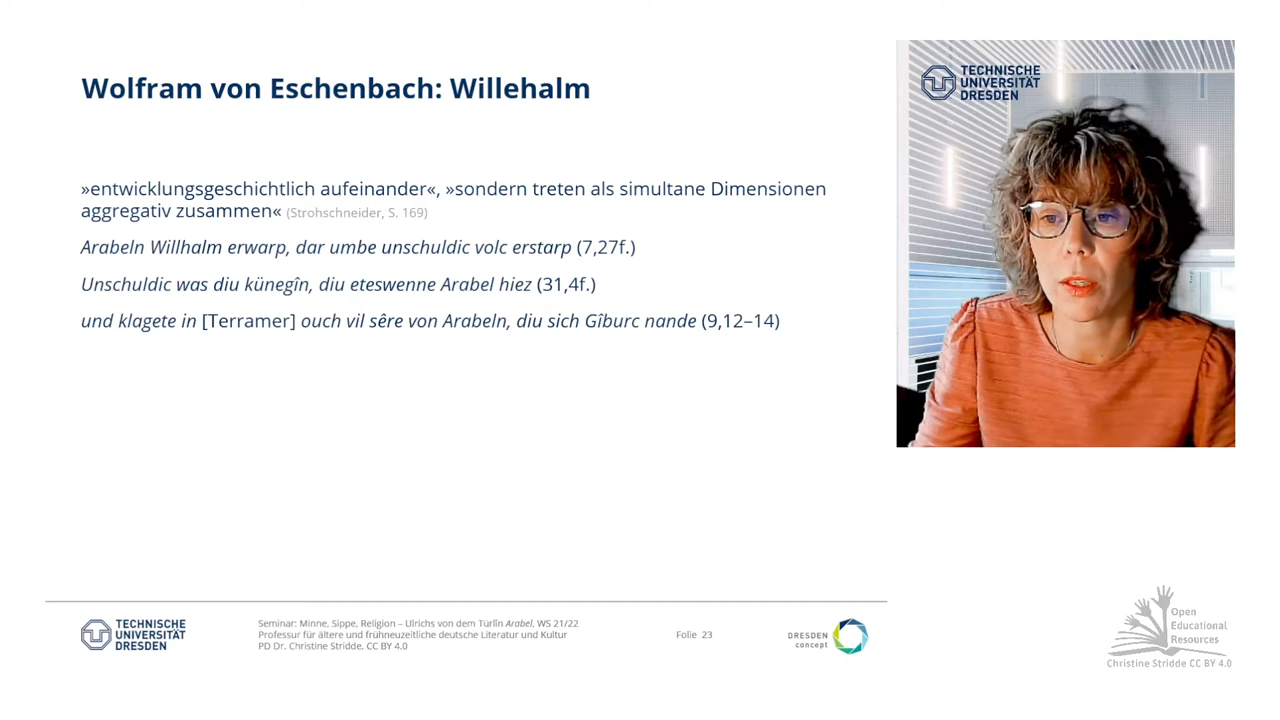 Wolfram von Eschenbach: Willehalm
»entwicklungsgeschichtlich aufeinander«, »sondern treten als simultane Dimensionen
aggregativ zusammen« (Strohschneider, S. 169)
Arabeln Willhalm erwarp, dar umbe unschuldic volc erstarp (7,27f.)
Unschuldic was diu künegîn, diu eteswenne Arabel hiez (31,4f.)
und klagete in [Terramer] ouch vil sêre von Arabeln, diu sich Gîburc nande (9,12–14)
TECHNISCHE
UNIVERSITÄT
DRESDEN
TECHNISCHE
UNIVERSITÄT
DRESDEN
Seminar: Minne, Sippe, Religion – Ulrichs von dem Türlin Arabel, WS 21/22
Professur für ältere und frühneuzeitliche deutsche Literatur und Kultur
PD Dr. Christine Stridde, CC BY 4.0
Folie 23
DRESDEN
concept
Open
Educational
Resources
Christine Stridde CC BY 4.0